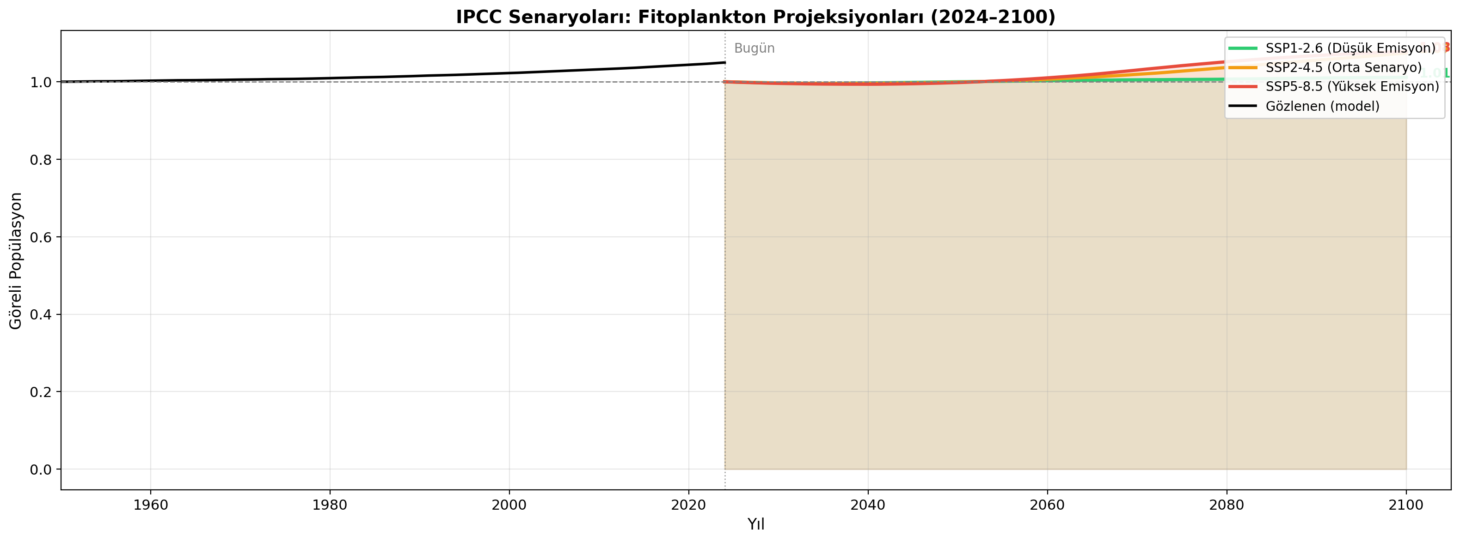 IPCC Senaryoları: Fitoplankton Projeksiyonları (2024–2100)
Bugün
SSP1-2.6 (Düşük Emisyon)
SSP2-4.5 (Orta Senaryo)
SSP5-8.5 (Yüksek Emisyon)
Gözlenen (model)
Göreli Popülasyon
1.0
0.8
0.6
0.4
0.2
0.0
1960 1980 2000 2020 2040 2060 2080 2100
Yıl